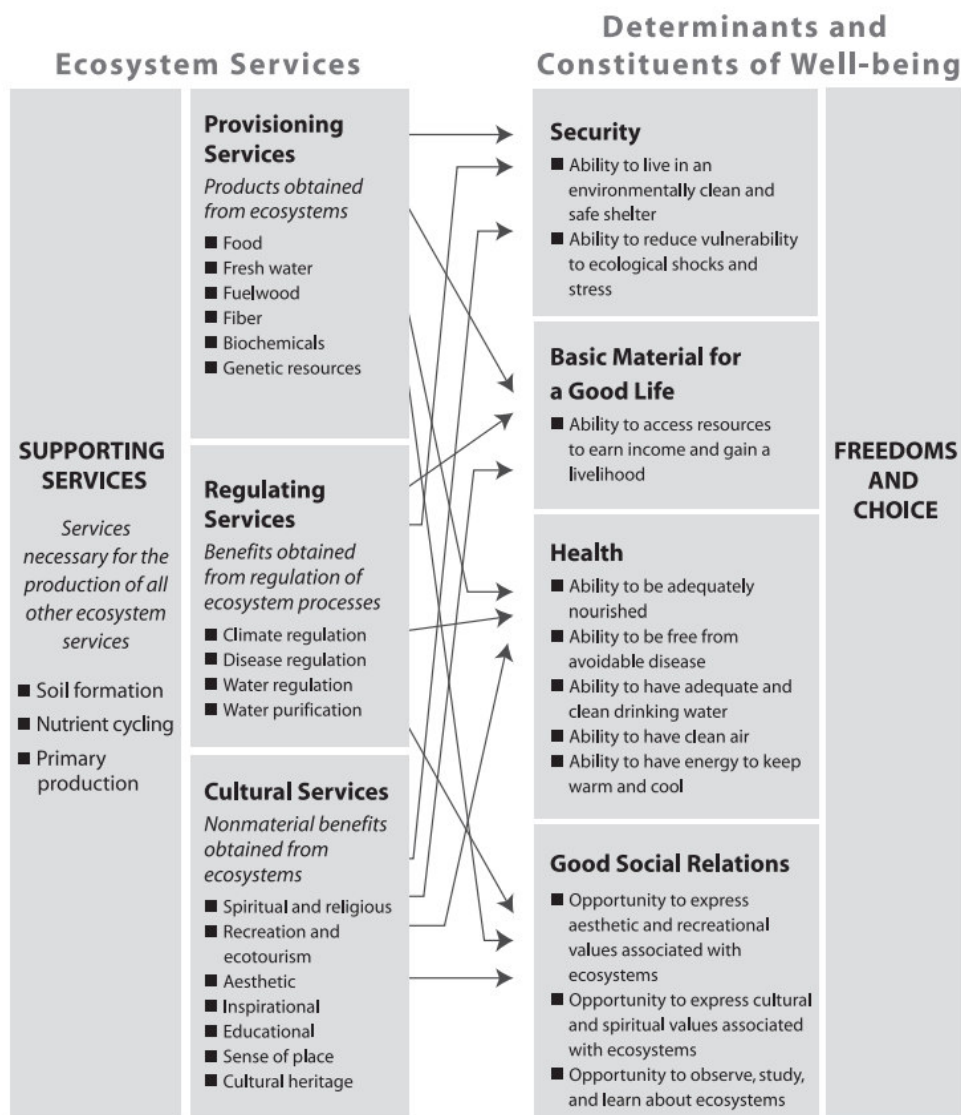 Ecosystem Services
Determinants and
Constituents of Well-being
SUPPORTING
SERVICES
Services
necessary for the
production of all
other ecosystem
services
■ Soil formation
■ Nutrient cycling
■ Primary
production
Provisioning
Services
Products obtained
from ecosystems
■ Food
■ Fresh water
■ Fuelwood
■ Fiber
■ Biochemicals
■ Genetic resources
Regulating
Services
Benefits obtained
from regulation of
ecosystem processes
■ Climate regulation
■ Disease regulation
■ Water regulation
■ Water purification
Cultural Services
Nonmaterial benefits
obtained from
ecosystems
■ Spiritual and religious
■ Recreation and
ecotourism
■ Aesthetic
■ Inspirational
■ Educational
■ Sense of place
■ Cultural heritage
Security
■ Ability to live in an
environmentally clean and
safe shelter
■ Ability to reduce vulnerability
to ecological shocks and
stress
Basic Material for
a Good Life
■ Ability to access resources
to earn income and gain a
livelihood
Health
■ Ability to be adequately
nourished
■ Ability to be free from
avoidable disease
■ Ability to have adequate and
clean drinking water
■ Ability to have clean air
■ Ability to have energy to keep
warm and cool
Good Social Relations
■ Opportunity to express
aesthetic and recreational
values associated with
ecosystems
■ Opportunity to express cultural
and spiritual values associated
with ecosystems
■ Opportunity to observe, study,
and learn about ecosystems
FREEDOMS
AND
CHOICE